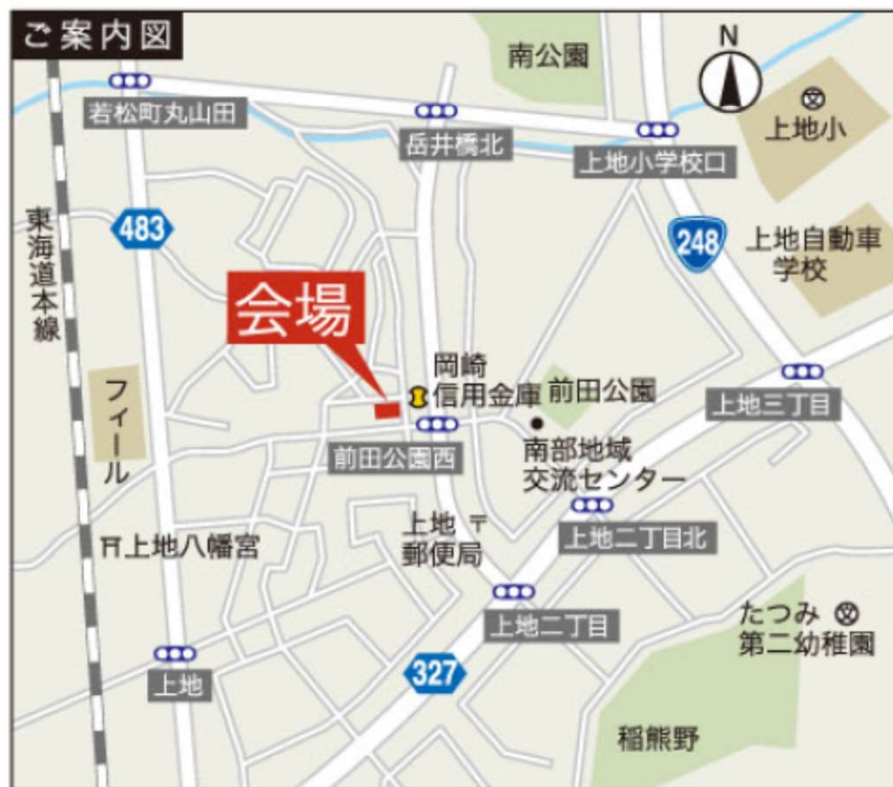 ご案内図
N
南公園
上地小
若松町丸山田
岳井橋北
上地小学校口
東海道本線
483
248
上地自動車
学校
会場
岡崎
信用金庫
前田公園
フィール
上地三丁目
前田公園西
南部地域
交流センター
上地
郵便局
上地二丁目北
上地八幡宮
上地二丁目
たつみ
第二幼稚園
上地
327
稲熊野